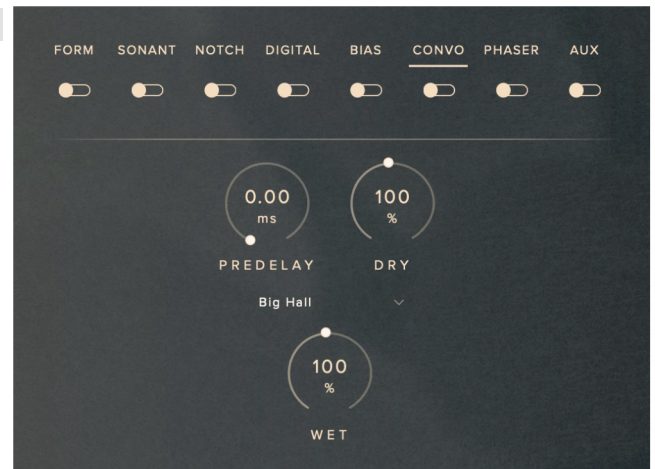 FORM SONANT NOTCH DIGITAL BIAS CONVO PHASER AUX
0.00 100
ms %
PREDELAY DRY
Big Hall
100
%
WET